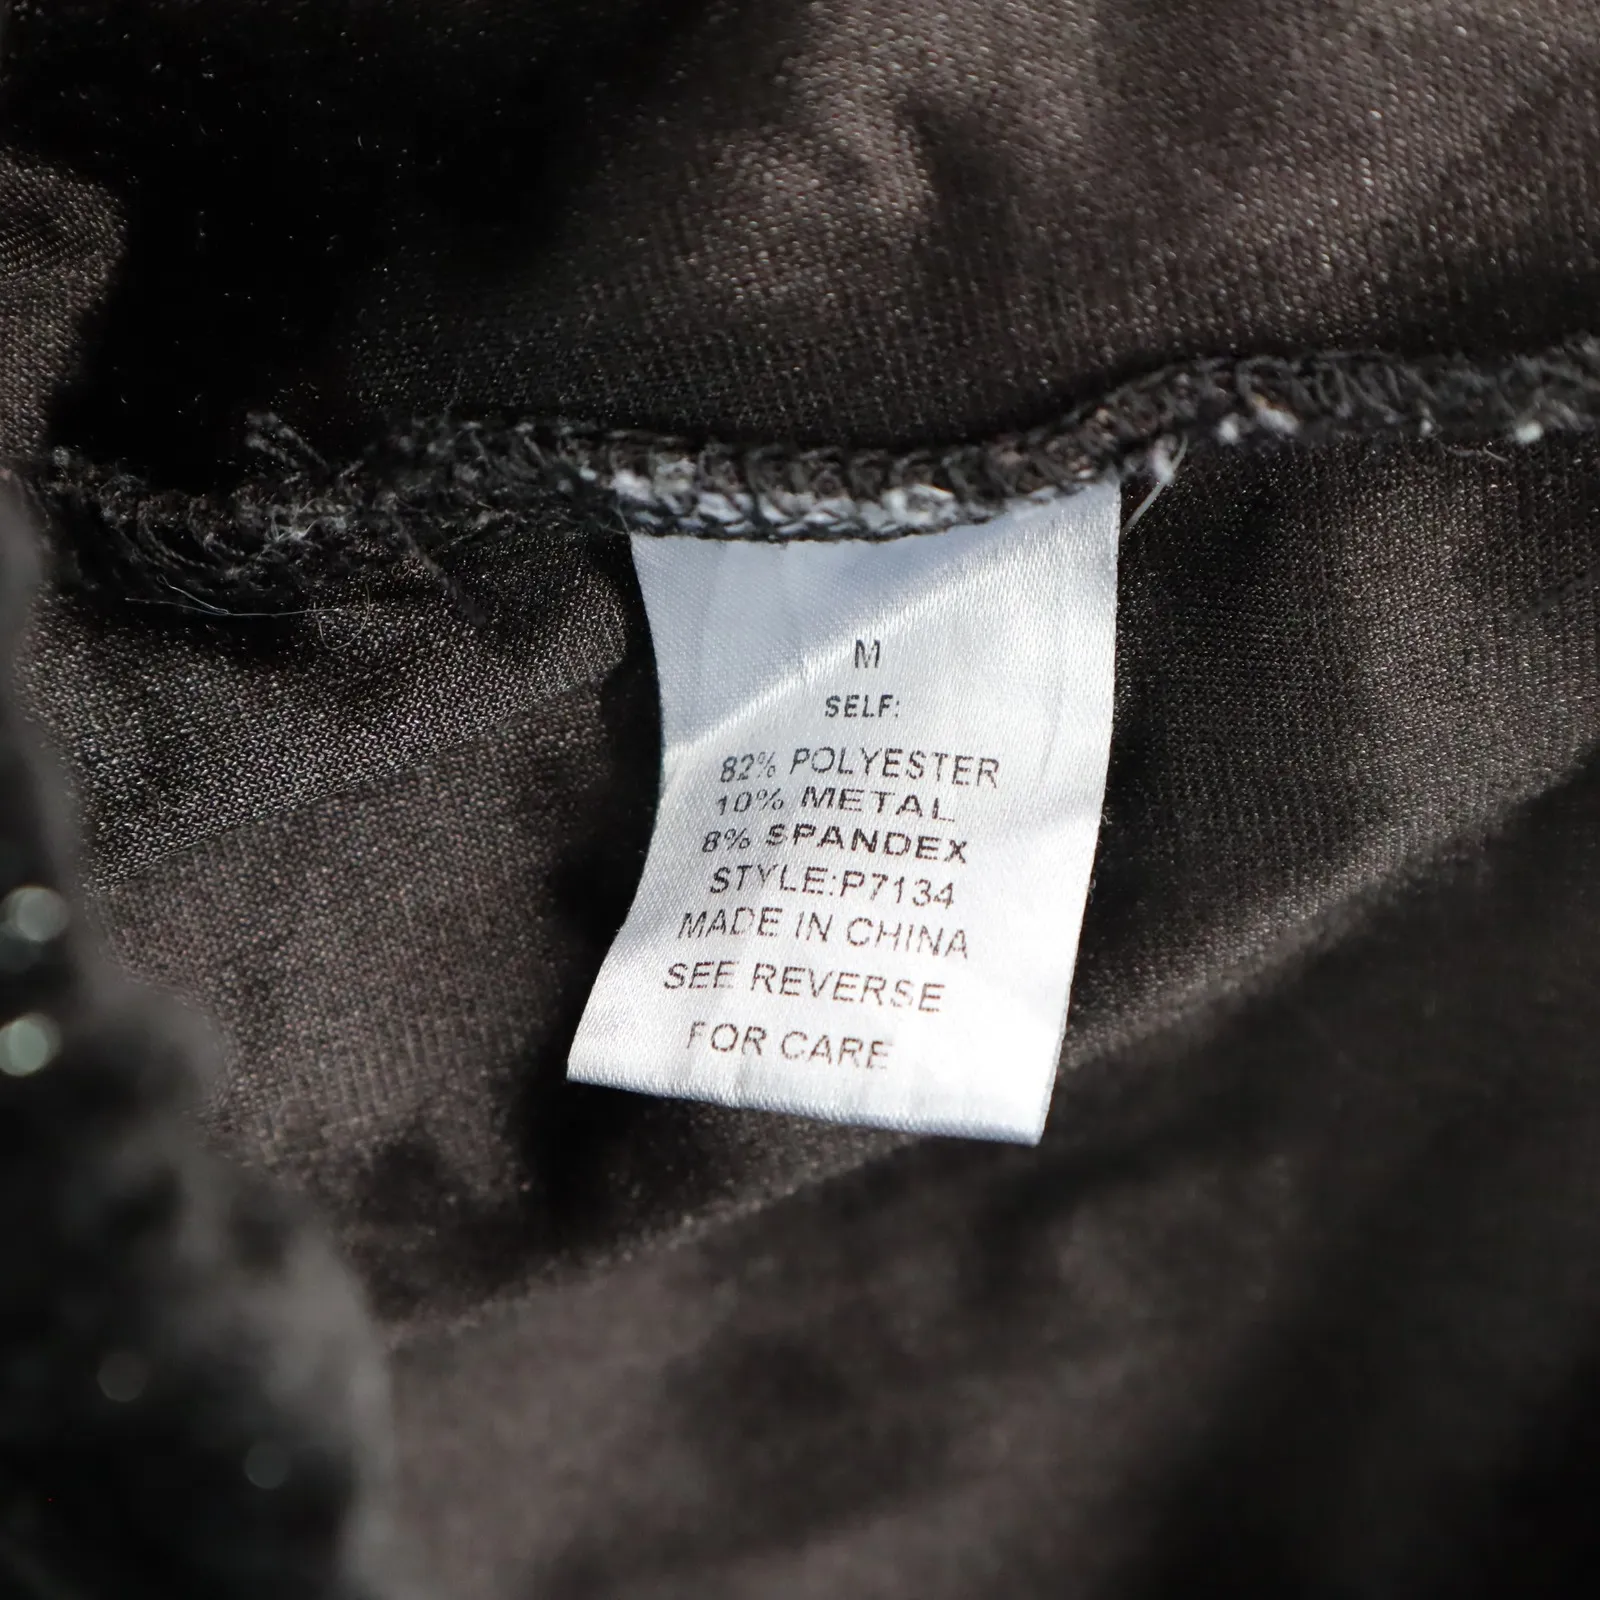 M
SELF:
82% POLYESTER
10% METAL
8% SPANDEX
STYLE:P7134
MADE IN CHINA
SEE REVERSE
FOR CARE